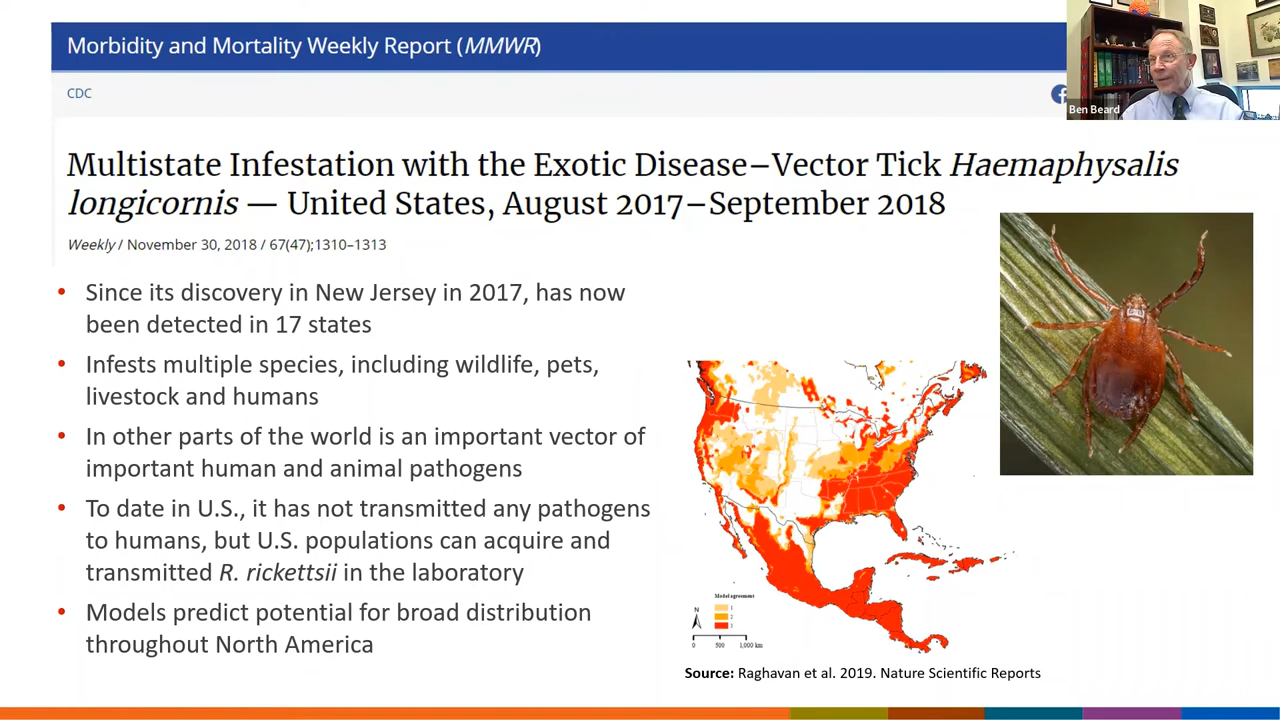 Morbidity and Mortality Weekly Report (MMWR)
CDC
Ben Beard
Multistate Infestation with the Exotic Disease–Vector Tick Haemaphysalis
longicornis — United States, August 2017–September 2018
Weekly / November 30, 2018 / 67(47);1310–1313
• Since its discovery in New Jersey in 2017, has now
been detected in 17 states
• Infests multiple species, including wildlife, pets,
livestock and humans
• In other parts of the world is an important vector of
important human and animal pathogens
• To date in U.S., it has not transmitted any pathogens
to humans, but U.S. populations can acquire and
transmitted R. rickettsii in the laboratory
• Models predict potential for broad distribution
throughout North America
Model agreement
1
2
3
N
0 500 1,000 km
Source: Raghavan et al. 2019. Nature Scientific Reports